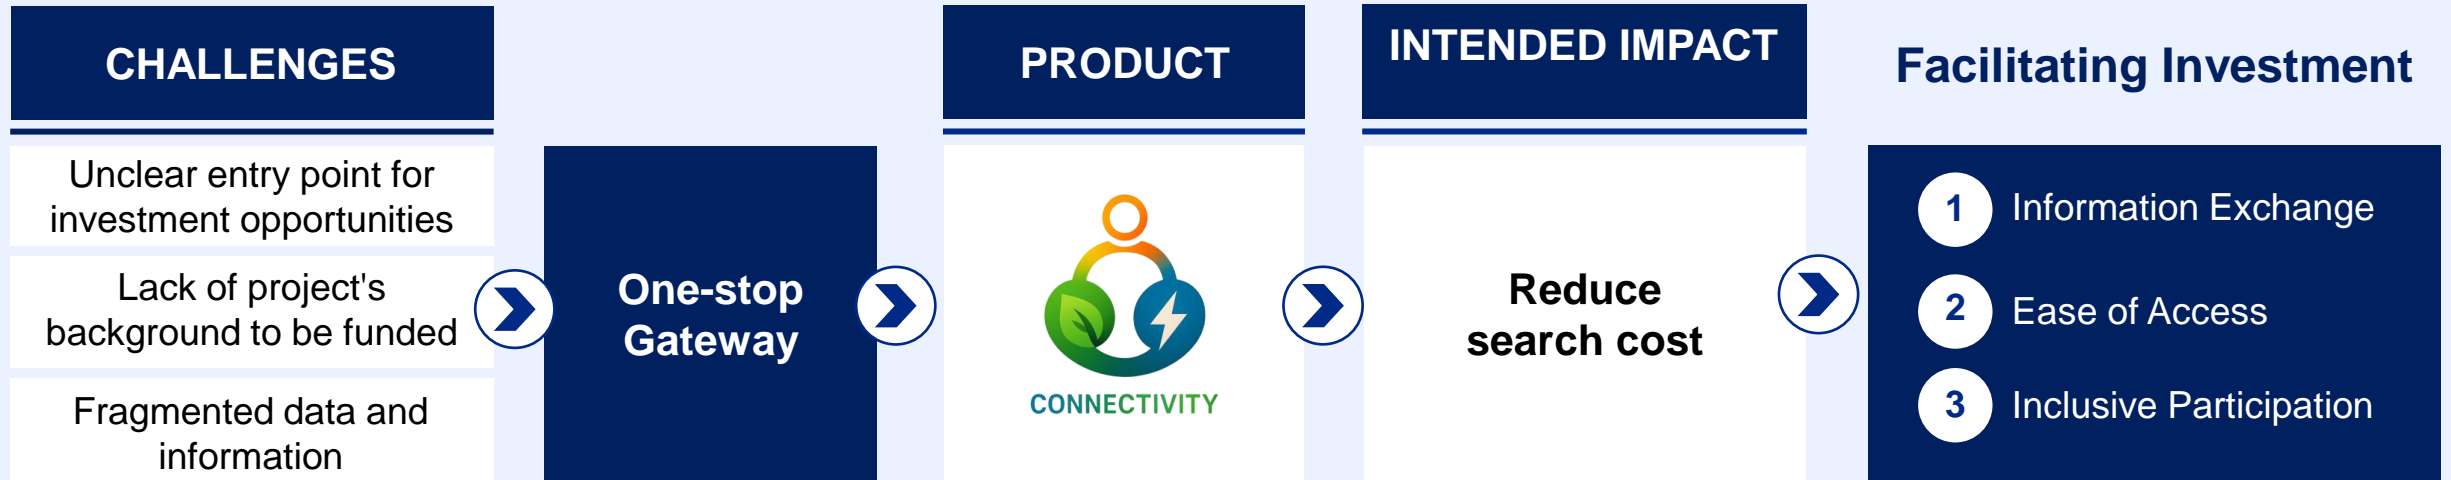 CHALLENGES
Unclear entry point for
investment opportunities
Lack of project's
background to be funded
Fragmented data and
information
One-stop
Gateway
PRODUCT
CONNECTIVITY
INTENDED IMPACT
Reduce
search cost
Facilitating Investment
1 Information Exchange
2 Ease of Access
3 Inclusive Participation